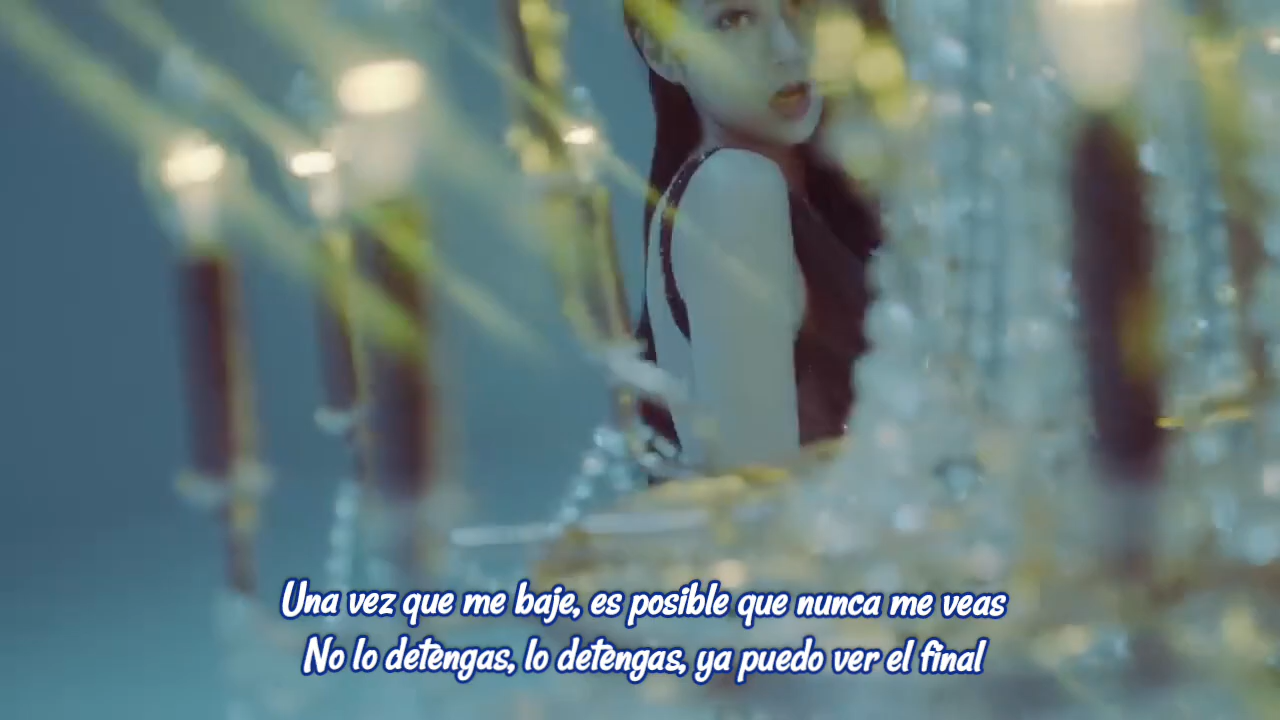 Una vez que me baje, es posible que nunca me veas
No lo detengas, lo detengas, ya puedo ver el final